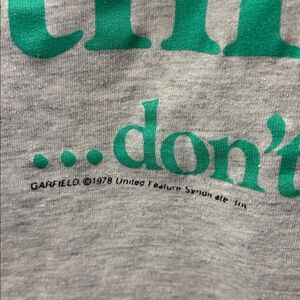 ...don't
GARFIELD. ©1978 United Feature Syndicate, Inc.